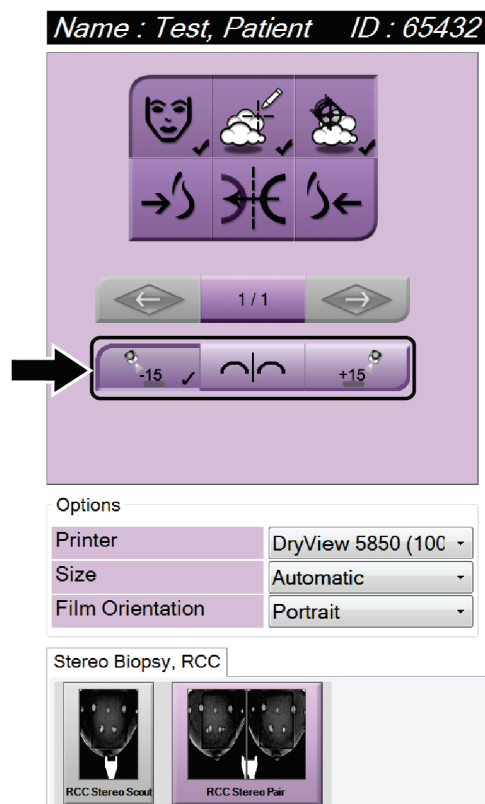 Name : Test, Patient ID : 65432
1 / 1
-15
+15
Options
Printer
DryView 5850 (100
Size
Automatic
Film Orientation
Portrait
Stereo Biopsy, RCC
RCC Stereo Scout
RCC Stereo Pair